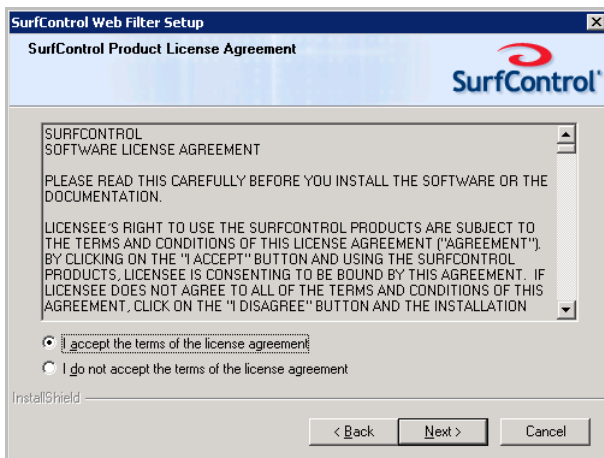 SurfControl Web Filter Setup
SurfControl Product License Agreement
SurfControl
SURFCONTROL
SOFTWARE LICENSE AGREEMENT
PLEASE READ THIS CAREFULLY BEFORE YOU INSTALL THE SOFTWARE OR THE
DOCUMENTATION.
LICENSEE'S RIGHT TO USE THE SURFCONTROL PRODUCTS ARE SUBJECT TO
THE TERMS AND CONDITIONS OF THIS LICENSE AGREEMENT ("AGREEMENT").
BY CLICKING ON THE "I ACCEPT" BUTTON AND USING THE SURFCONTROL
PRODUCTS, LICENSEE IS CONSENTING TO BE BOUND BY THIS AGREEMENT. IF
LICENSEE DOES NOT AGREE TO ALL OF THE TERMS AND CONDITIONS OF THIS
AGREEMENT, CLICK ON THE "I DISAGREE" BUTTON AND THE INSTALLATION
I accept the terms of the license agreement
I do not accept the terms of the license agreement
InstallShield
< Back
Next >
Cancel